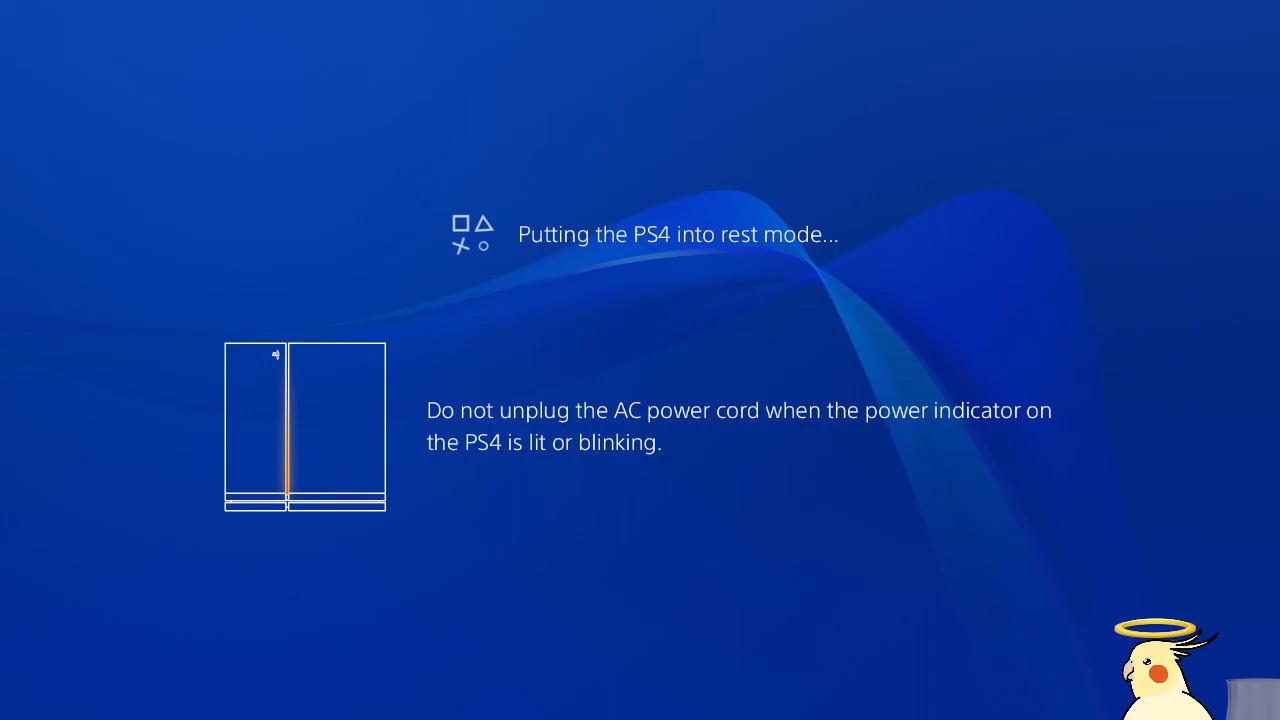 Putting the PS4 into rest mode...
Do not unplug the AC power cord when the power indicator on
the PS4 is lit or blinking.